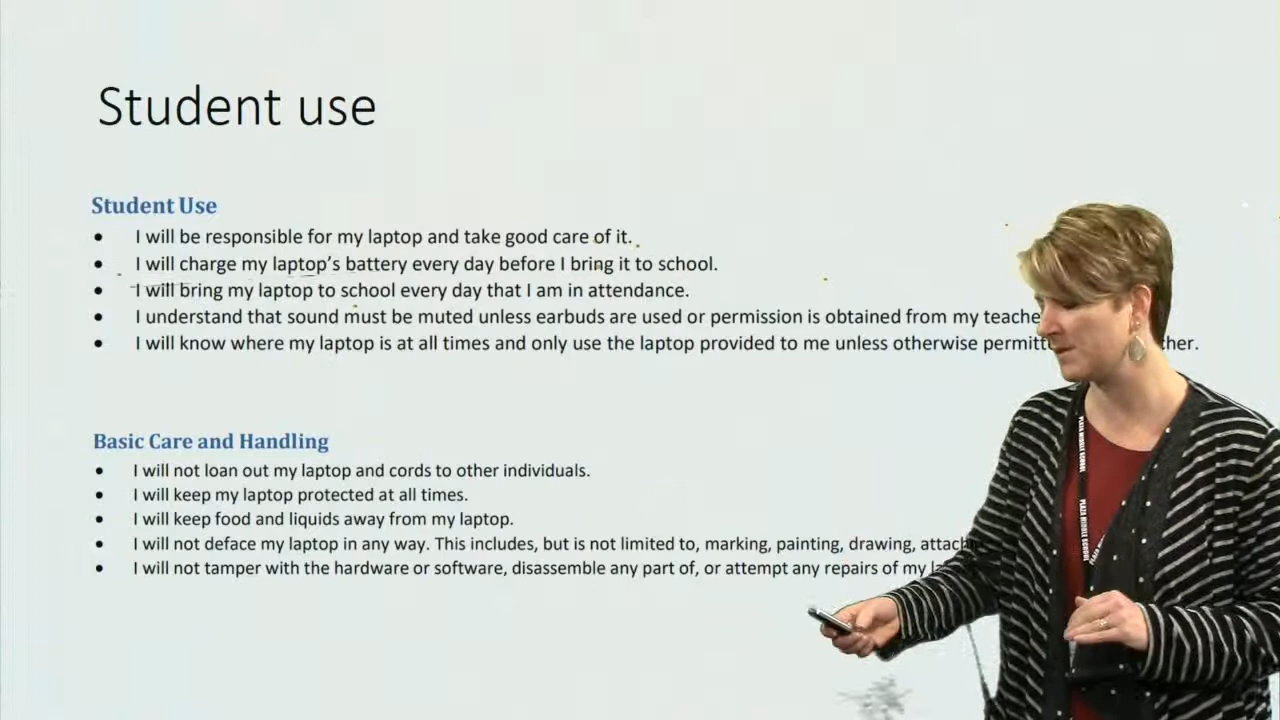 Student use
Student Use
• I will be responsible for my laptop and take good care of it.
• I will charge my laptop’s battery every day before I bring it to school.
• I will bring my laptop to school every day that I am in attendance.
• I understand that sound must be muted unless earbuds are used or permission is obtained from my
• I will know where my laptop is at all times and only use the laptop provided to me unless otherwise
Basic Care and Handling
• I will not loan out my laptop and cords to other individuals.
• I will keep my laptop protected at all times.
• I will keep food and liquids away from my laptop.
• I will not deface my laptop in any way. This includes, but is not limited to, marking, painting, drawing,
• I will not tamper with the hardware or software, disassemble any part of, or attempt any repairs of my
PLAZA MIDDLE SCHOOL
PLAZA MIDDLE SCHOOL